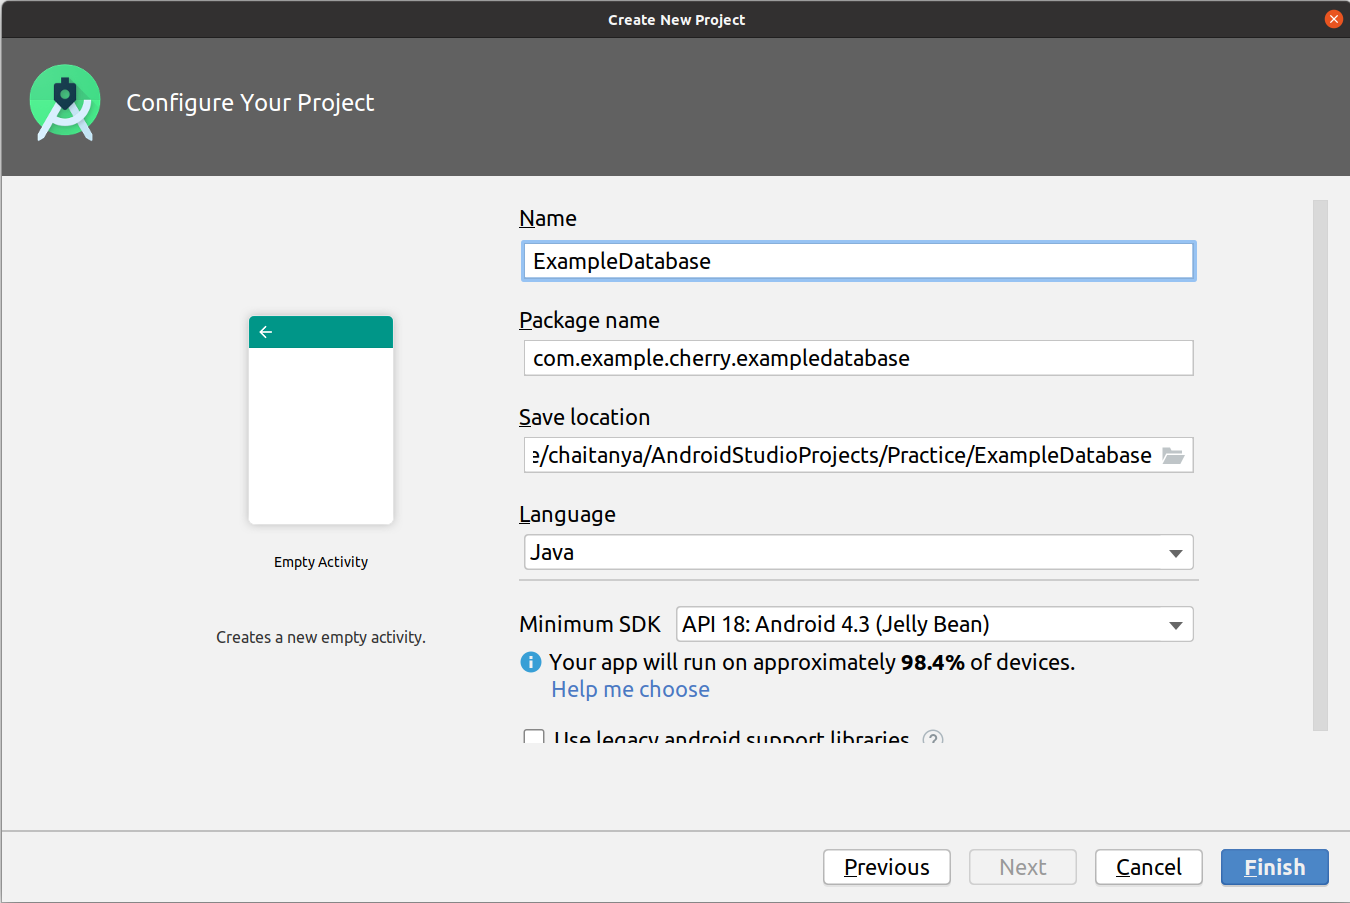 Create New Project
Configure Your Project
Name
ExampleDatabase
Package name
com.example.cherry.exampledatabase
Save location
e/chaitanya/AndroidStudioProjects/Practice/ExampleDatabase
Language
Java
Empty Activity
Minimum SDK API 18: Android 4.3 (Jelly Bean)
Creates a new empty activity.
Your app will run on approximately 98.4% of devices.
Help me choose
Use legacy android support libraries ?
Previous Next Cancel Finish